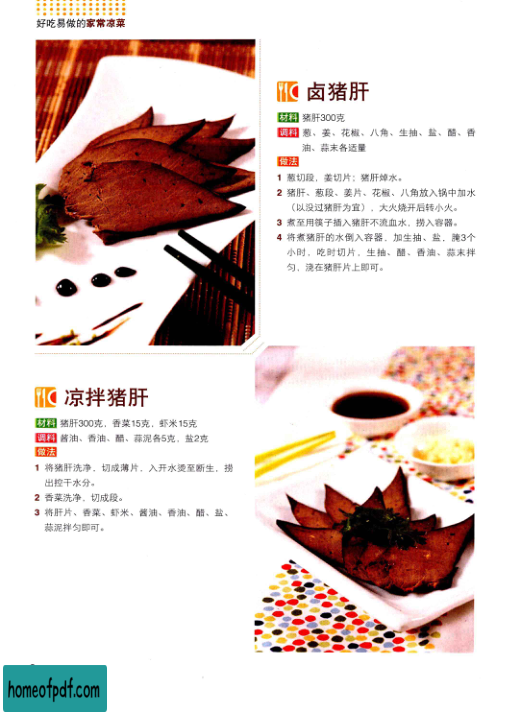 好吃易做的家常凉菜
卤猪肝
材料 猪肝300克
调料 葱、姜、花椒、八角、生抽、盐、醋、香
油、蒜末各适量
做法
1 葱切段，姜切片；猪肝焯水。
2 猪肝、葱段、姜片、花椒、八角放入锅中加水
（以没过猪肝为宜），大火烧开后转小火。
3 煮至用筷子插入猪肝不流血水，捞入容器。
4 将煮猪肝的水倒入容器，加生抽、盐，腌3个
小时，吃时切片，生抽、醋、香油、蒜末拌
匀，浇在猪肝片上即可。
凉拌猪肝
材料 猪肝300克，香菜15克，虾米15克
调料 酱油、香油、醋、蒜泥各5克，盐2克
做法
1 将猪肝洗净，切成薄片，入开水烫至断生，捞
出控干水分。
2 香菜洗净，切成段。
3 将肝片、香菜、虾米、酱油、香油、醋、盐、
蒜泥拌匀即可。
homeofpdf.com